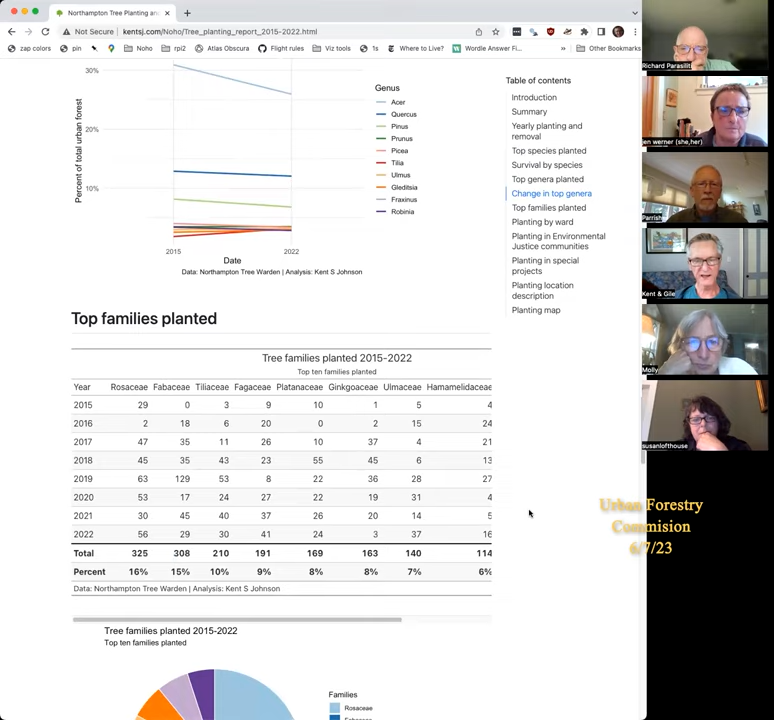 Northampton Tree Planting an
Not Secure | kentsj.com/Noho/Tree_planting_report_2015-2022.html
zap colors pin Noho rpi2 Atlas Obscura Flight rules Viz tools 1s Where to Live? Wordle Answer Fi... » Other Bookmarks
30%
20%
10%
Percent of total urban forest
2015 2022
Date
Genus
Acer
Quercus
Pinus
Prunus
Picea
Tilia
Ulmus
Gleditsia
Fraxinus
Robinia
Data: Northampton Tree Warden | Analysis: Kent S Johnson
Table of contents
Introduction
Summary
Yearly planting and
removal
Top species planted
Survival by species
Top genera planted
Change in top genera
Top families planted
Planting by ward
Planting in Environmental
Justice communities
Planting in special
projects
Planting location
description
Planting map
Top families planted
Tree families planted 2015-2022
Top ten families planted
Year Rosaceae Fabaceae Tiliaceae Fagaceae Platanaceae Ginkgoaceae Ulmaceae Hamamelidaceae
2015 29 0 3 9 10 1 5 4
2016 2 18 6 20 0 2 15 24
2017 47 35 11 26 10 37 4 21
2018 45 35 43 23 55 45 6 13
2019 63 129 53 8 22 36 28 27
2020 53 17 24 27 22 19 31 4
2021 30 45 40 37 26 20 14 5
2022 56 29 30 41 24 3 37 16
Total 325 308 210 191 169 163 140 114
Percent 16% 15% 10% 9% 8% 8% 7% 6%
Data: Northampton Tree Warden | Analysis: Kent S Johnson
Tree families planted 2015-2022
Top ten families planted
Families
Rosaceae
Fabaceae
Richard Parasiliti
jen werner (she,her)
Parrish
Kent & Gile
Molly
susanlofthouse
Urban Forestry
Commision
6/7/23